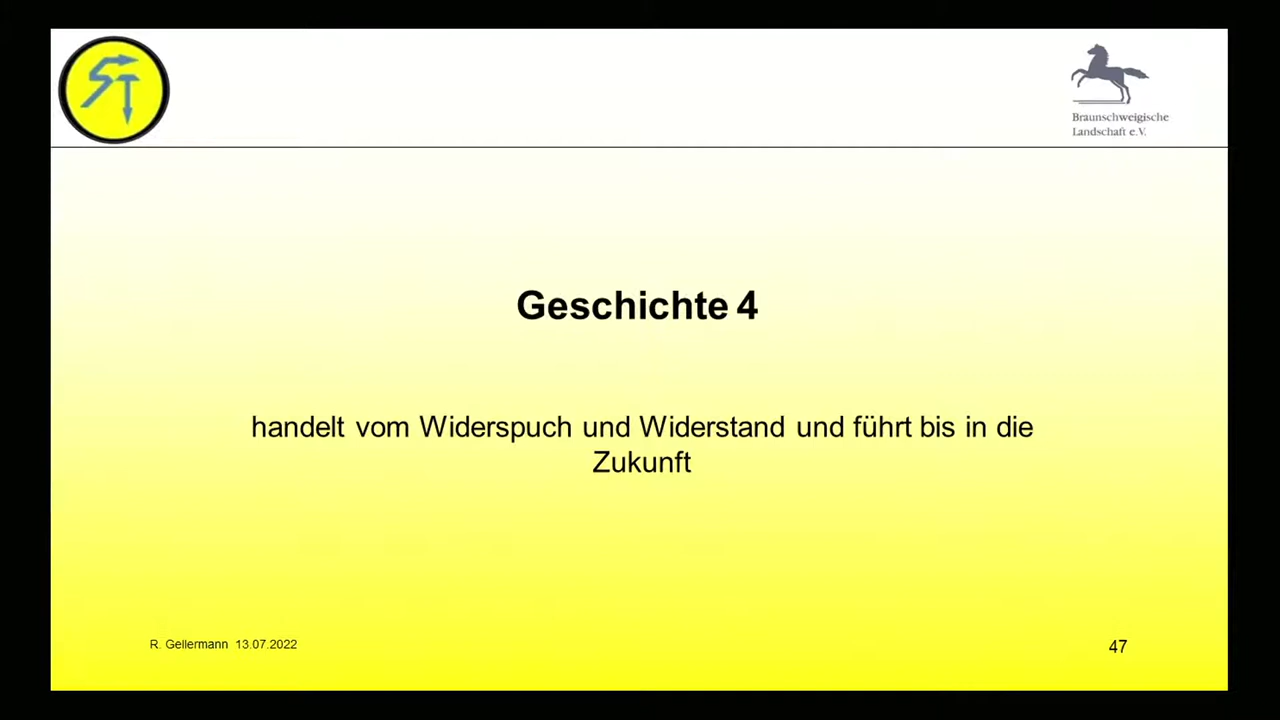 ST
Braunschweigische
Landschaft e.V.
Geschichte 4
handelt vom Widerspuch und Widerstand und führt bis in die
Zukunft
R. Gellermann 13.07.2022
47